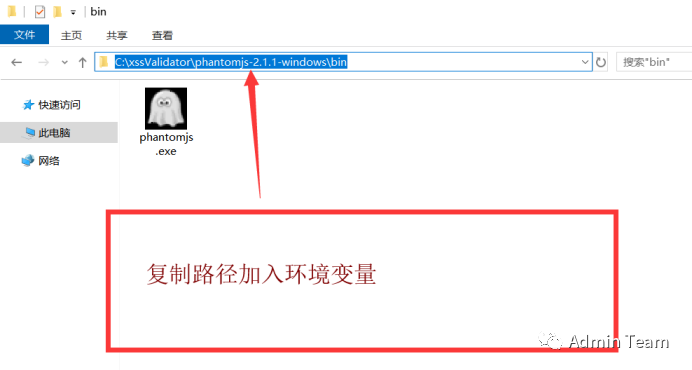 bin
文件 主页 共享 查看
C:\xssValidator\phantomjs-2.1.1-windows\bin
搜索"bin"
快速访问
此电脑
网络
phantomjs
.exe
复制路径加入环境变量
Admin Team